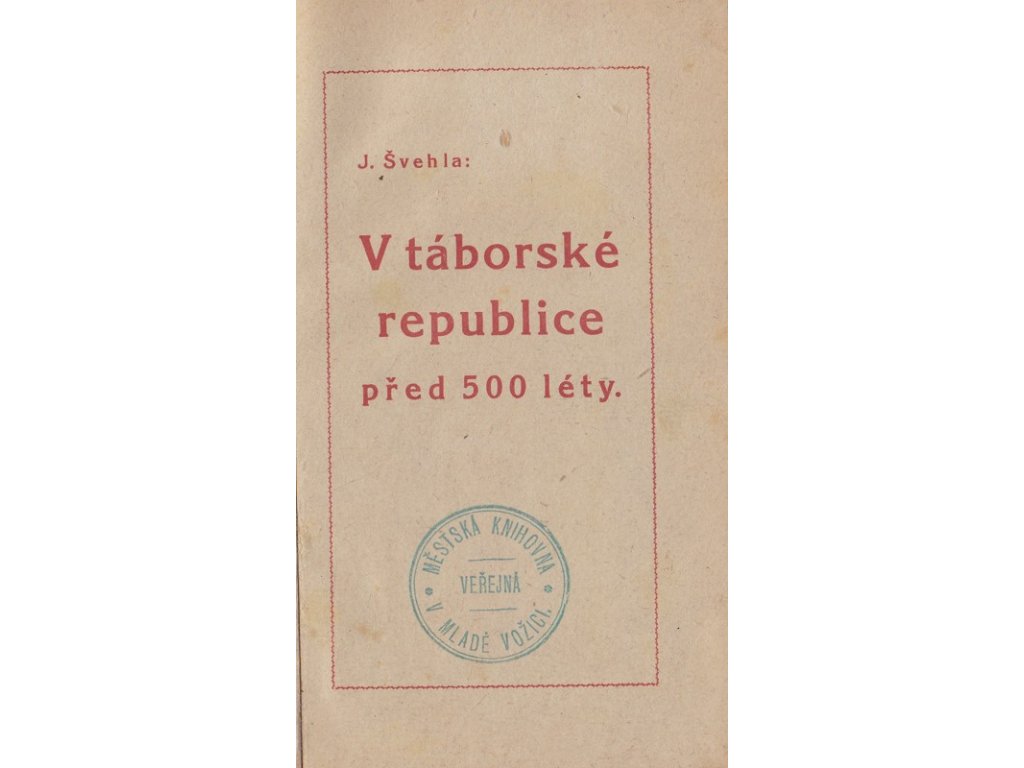 J. Švehla:
V táborské
republice
před 500 léty.
MĚSTSKÁ KNIHOVNA
VEŘEJNÁ
V MLADÉ VOŽICI.